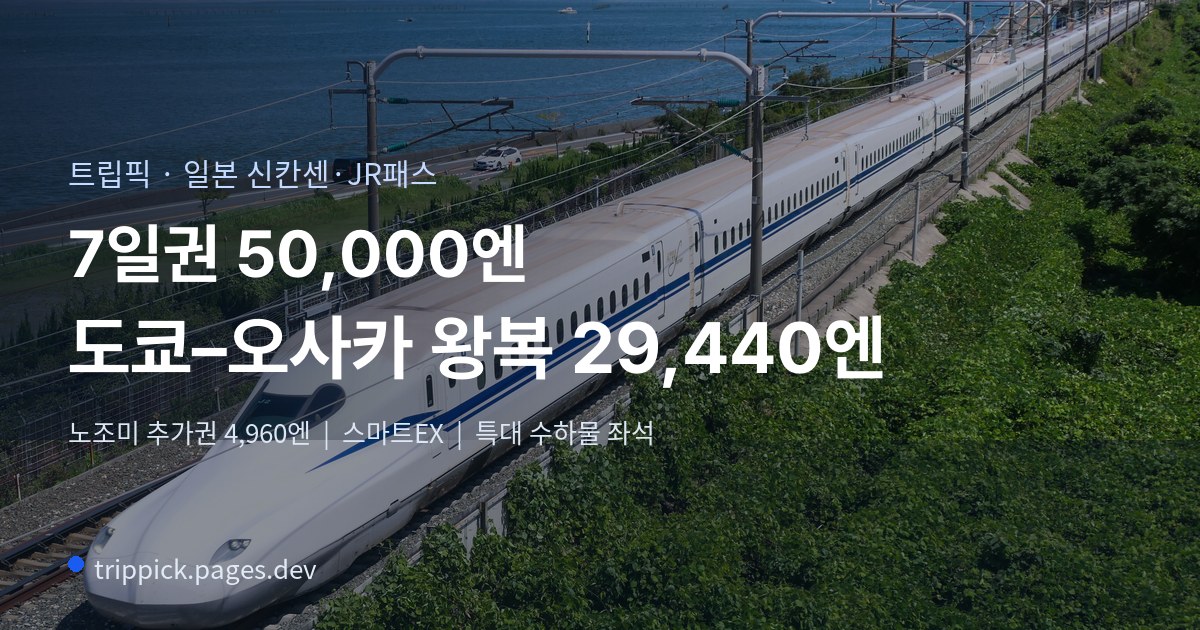 트립픽 · 일본 신칸센·JR패스
7일권 50,000엔
도쿄–오사카 왕복 29,440엔
노조미 추가권 4,960엔 | 스마트EX | 특대 수하물 좌석
trippick.pages.dev